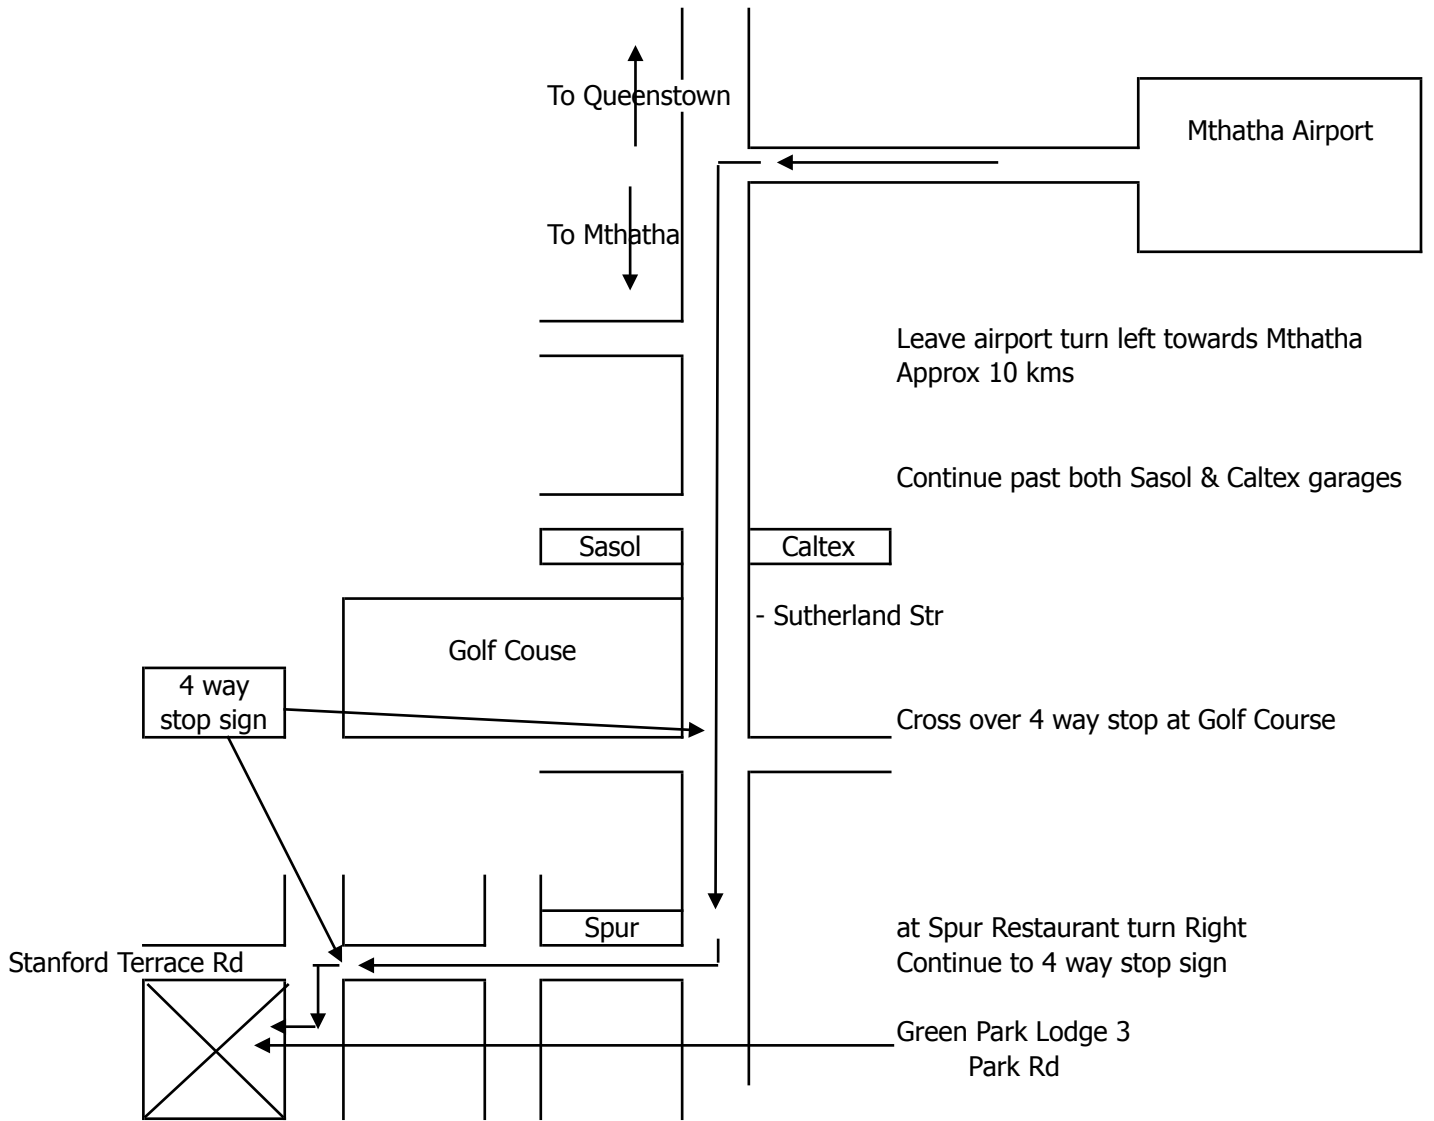 To Queenstown
Mthatha Airport
To Mthatha
Leave airport turn left towards Mthatha
Approx 10 kms
Continue past both Sasol & Caltex garages
Sasol
Caltex
- Sutherland Str
Golf Couse
4 way
stop sign
Cross over 4 way stop at Golf Course
Spur
at Spur Restaurant turn Right
Stanford Terrace Rd
Continue to 4 way stop sign
Green Park Lodge 3
Park Rd